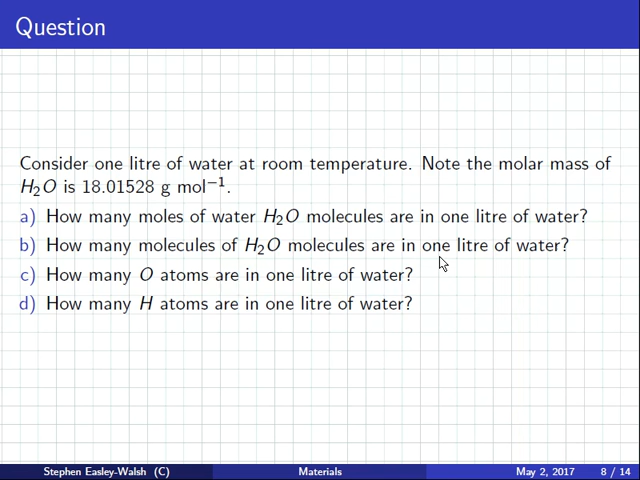 Question
Consider one litre of water at room temperature. Note the molar mass of
H₂O is 18.01528 g mol⁻¹.
a) How many moles of water H₂O molecules are in one litre of water?
b) How many molecules of H₂O molecules are in one litre of water?
c) How many O atoms are in one litre of water?
d) How many H atoms are in one litre of water?
Stephen Easley-Walsh (C) Materials May 2, 2017 8 / 14